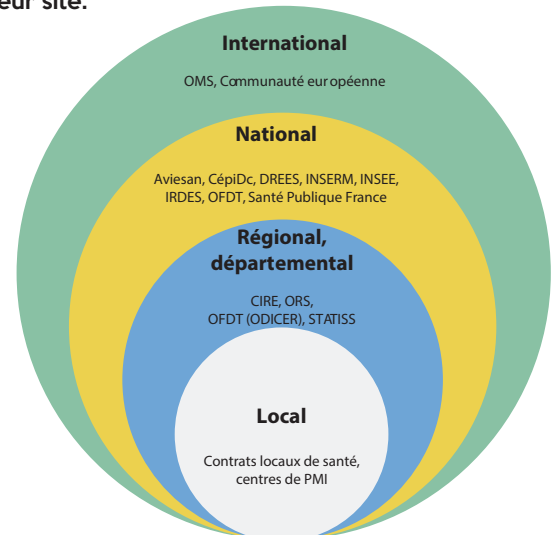 eur site.
International
OMS, Communauté européenne
National
Aviesan, CépiDc, DREES, INSERM, INSEE,
IRDES, OFDT, Santé Publique France
Régional,
départemental
CIRE, ORS,
OFDT (ODICER), STATISS
Local
Contrats locaux de santé,
centres de PMI